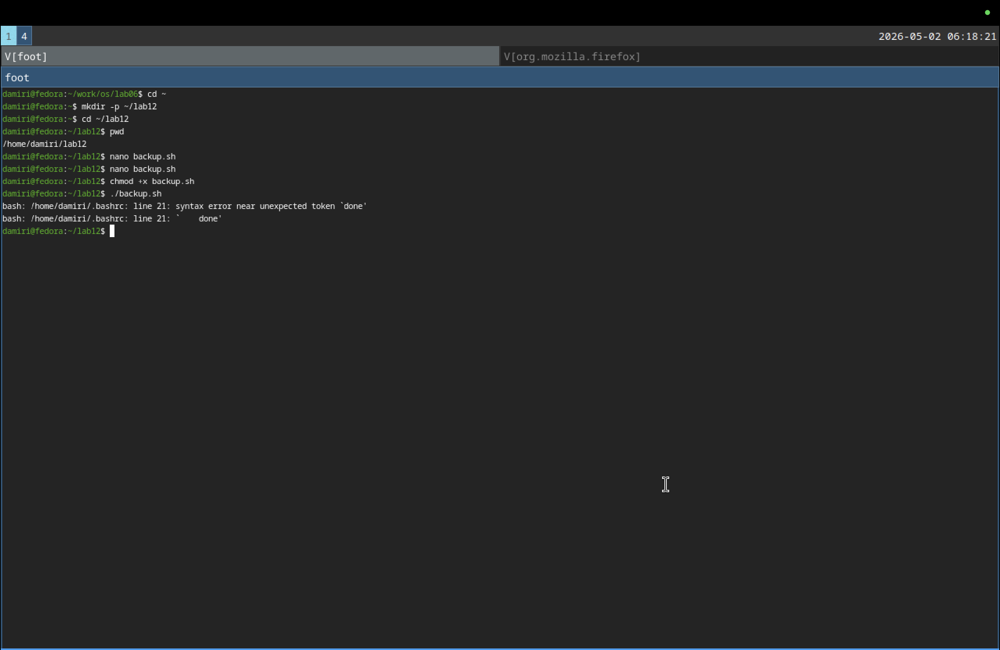 1 4 2026-05-02 06:18:21
V[foot] V[org.mozilla.firefox]
foot
damiri@fedora:~/work/os/lab06$ cd ~
damiri@fedora:~$ mkdir -p ~/lab12
damiri@fedora:~$ cd ~/lab12
damiri@fedora:~/lab12$ pwd
/home/damiri/lab12
damiri@fedora:~/lab12$ nano backup.sh
damiri@fedora:~/lab12$ nano backup.sh
damiri@fedora:~/lab12$ chmod +x backup.sh
damiri@fedora:~/lab12$ ./backup.sh
bash: /home/damiri/.bashrc: line 21: syntax error near unexpected token `done'
bash: /home/damiri/.bashrc: line 21: `    done'
damiri@fedora:~/lab12$